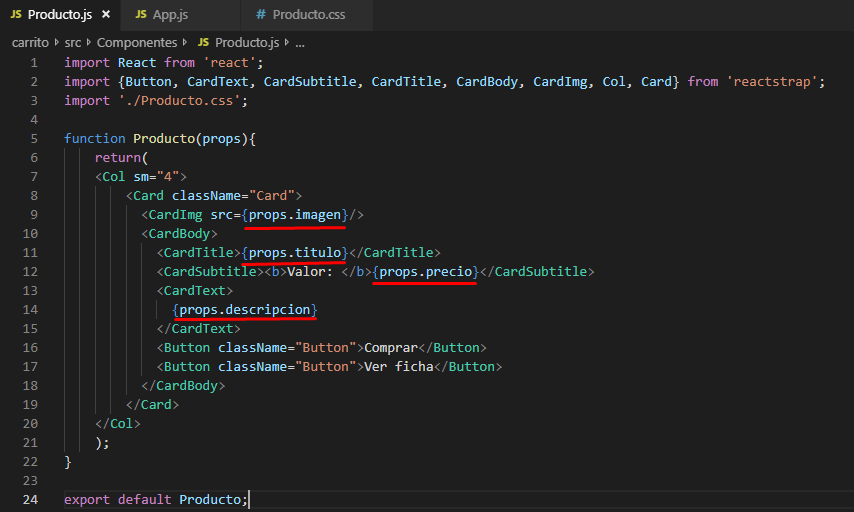 JS Producto.js × JS App.js # Producto.css
carrito > src > Componentes > JS Producto.js > ...
1 import React from 'react';
2 import {Button, CardText, CardSubtitle, CardTitle, CardBody, CardImg, Col, Card} from 'reactstrap';
3 import './Producto.css';
4
5 function Producto(props){
6 return(
7 <Col sm="4">
8 <Card className="Card">
9 <CardImg src={props.imagen}/>
10 <CardBody>
11 <CardTitle>{props.titulo}</CardTitle>
12 <CardSubtitle><b>Valor: </b>{props.precio}</CardSubtitle>
13 <CardText>
14 {props.descripcion}
15 </CardText>
16 <Button className="Button">Comprar</Button>
17 <Button className="Button">Ver ficha</Button>
18 </CardBody>
19 </Card>
20 </Col>
21 );
22 }
23
24 export default Producto;